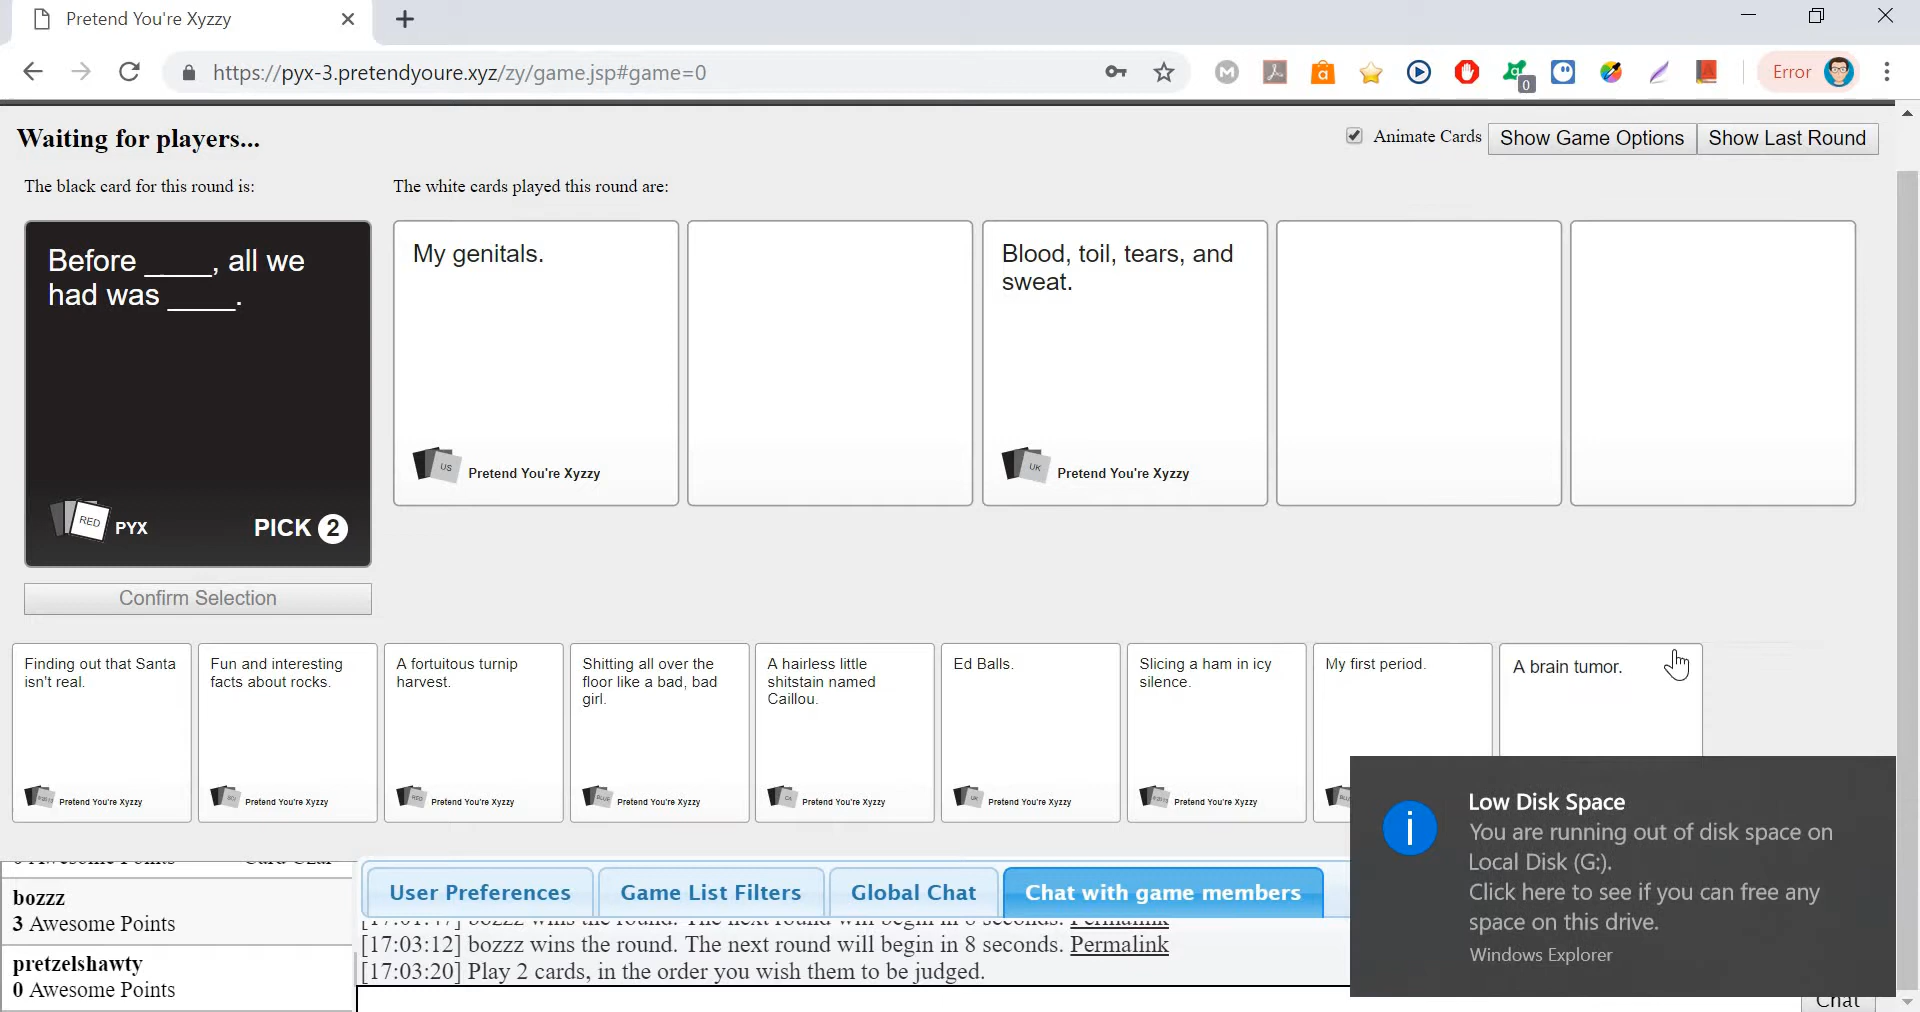 Pretend You're Xyzzy
https://pyx-3.pretendyoure.xyz/zy/game.jsp#game=0
0
Error
Waiting for players...
Animate Cards
Show Game Options
Show Last Round
The black card for this round is:
The white cards played this round are:
Before ____, all we
had was ____.
RED
PYX
PICK 2
My genitals.
US
Pretend You're Xyzzy
Blood, toil, tears, and
sweat.
UK
Pretend You're Xyzzy
Confirm Selection
Finding out that Santa
isn't real.
Pretend You're Xyzzy
Fun and interesting
facts about rocks.
Pretend You're Xyzzy
A fortuitous turnip
harvest.
RED
Pretend You're Xyzzy
Shitting all over the
floor like a bad, bad
girl.
BLUE
Pretend You're Xyzzy
A hairless little
shitstain named
Caillou.
CA
Pretend You're Xyzzy
Ed Balls.
UK
Pretend You're Xyzzy
Slicing a ham in icy
silence.
Pretend You're Xyzzy
My first period.
A brain tumor.
Low Disk Space
You are running out of disk space on
Local Disk (G:).
Click here to see if you can free any
space on this drive.
Windows Explorer
bozzz
3 Awesome Points
pretzelshawty
0 Awesome Points
User Preferences
Game List Filters
Global Chat
Chat with game members
[17:03:12] bozzz wins the round. The next round will begin in 8 seconds. Permalink
[17:03:20] Play 2 cards, in the order you wish them to be judged.
Chat